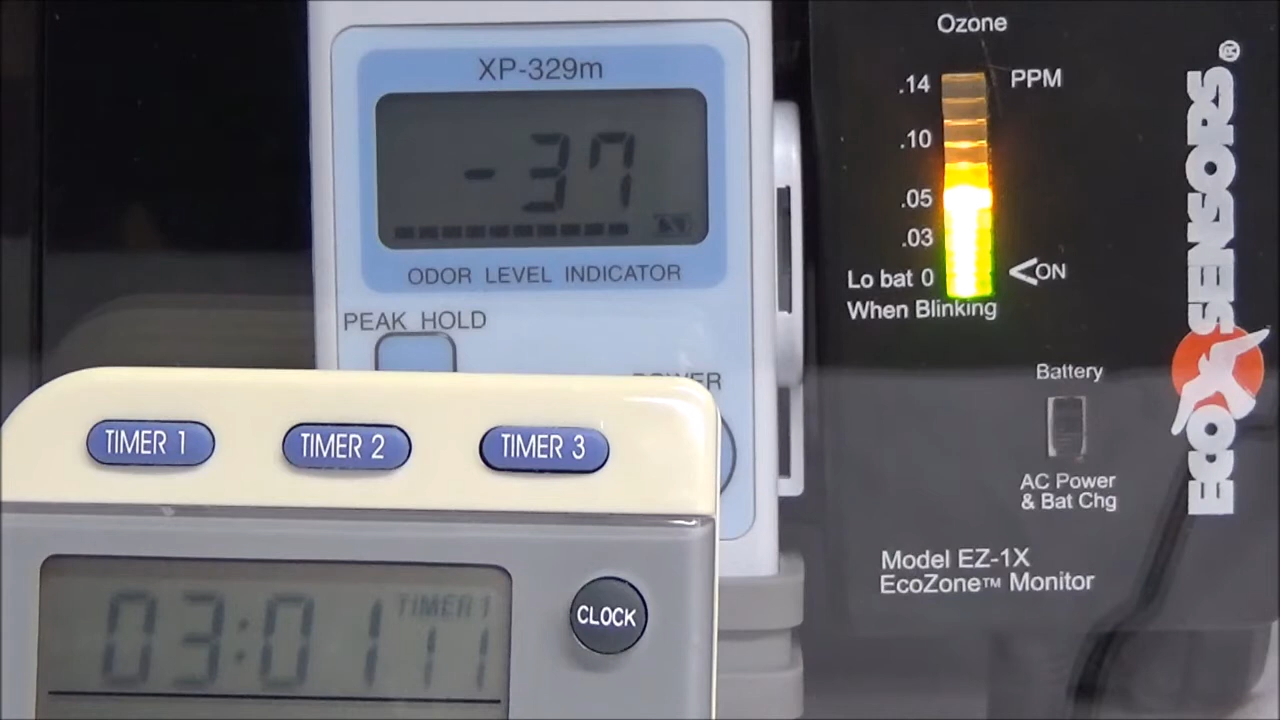 XP-329m
-37
ODOR LEVEL INDICATOR
PEAK HOLD
POWER
TIMER 1
TIMER 2
TIMER 3
TIMER 1
03:01 11
CLOCK
Ozone
PPM
.14
.10
.05
.03
Lo bat 0
<ON
When Blinking
Battery
AC Power
& Bat Chg
Model EZ-1X
EcoZone™ Monitor
ECO SENSORS®